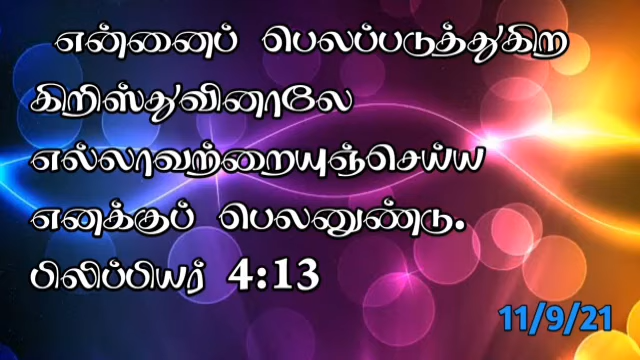 என்னைப் பெலப்படுத்துகிற
கிறிஸ்துவினாலே
எல்லாவற்றையுஞ்செய்ய
எனக்குப் பெலனுண்டு.
பிலிப்பியர் 4:13
11/9/21